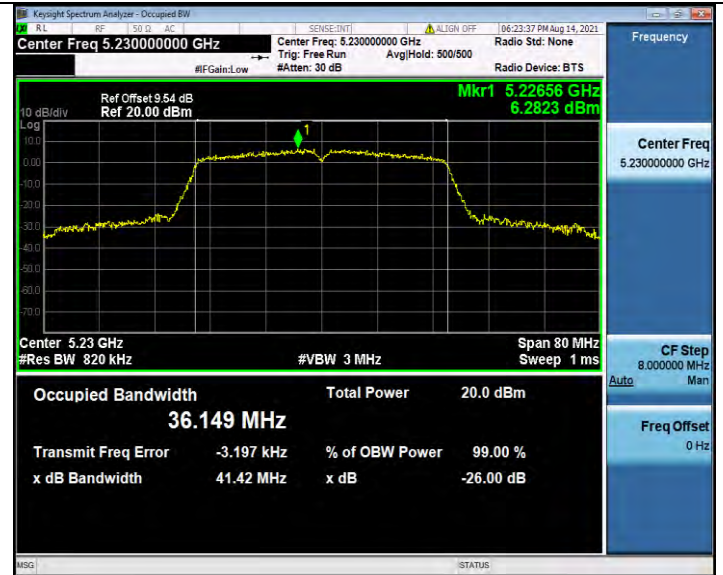 Keysight Spectrum Analyzer - Occupied BW
RL RF 50 Ω AC SENSE:INT ALIGN OFF 06:23:37 PM Aug 14, 2021
Center Freq 5.230000000 GHz Center Freq: 5.230000000 GHz Radio Std: None
Trig: Free Run Avg|Hold: 500/500
#IFGain:Low #Atten: 30 dB Radio Device: BTS
Frequency
Mkr1 5.22656 GHz
6.2823 dBm
Ref Offset 9.54 dB
10 dB/div Ref 20.00 dBm
Log
1
10.0
0.00
-10.0
-20.0
-30.0
-40.0
-50.0
-60.0
-70.0
Center 5.23 GHz Span 80 MHz
#Res BW 820 kHz #VBW 3 MHz Sweep 1 ms
Center Freq
5.230000000 GHz
CF Step
8.000000 MHz
Auto Man
Freq Offset
0 Hz
Occupied Bandwidth Total Power 20.0 dBm
36.149 MHz
Transmit Freq Error -3.197 kHz % of OBW Power 99.00 %
x dB Bandwidth 41.42 MHz x dB -26.00 dB
MSG STATUS